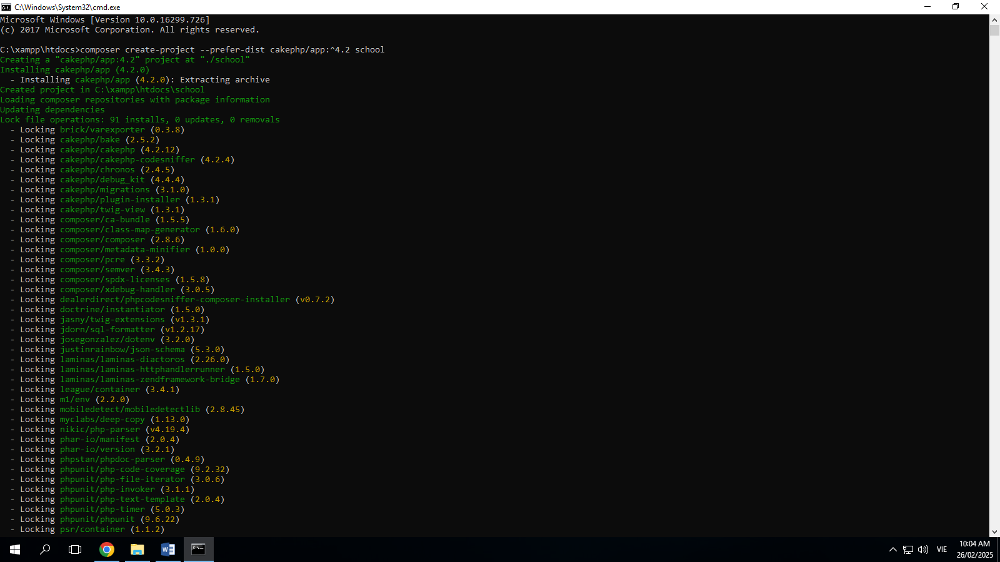 C:\Windows\System32\cmd.exe
Microsoft Windows [Version 10.0.16299.726]
(c) 2017 Microsoft Corporation. All rights reserved.
C:\xampp\htdocs>composer create-project --prefer-dist cakephp/app:^4.2 school
Creating a "cakephp/app:4.2" project at "./school"
Installing cakephp/app (4.2.0)
- Installing cakephp/app (4.2.0): Extracting archive
Created project in C:\xampp\htdocs\school
Loading composer repositories with package information
Updating dependencies
Lock file operations: 91 installs, 0 updates, 0 removals
- Locking brick/varexporter (0.3.8)
- Locking cakephp/bake (2.5.2)
- Locking cakephp/cakephp (4.2.12)
- Locking cakephp/cakephp-codesniffer (4.2.4)
- Locking cakephp/chronos (2.4.5)
- Locking cakephp/debug_kit (4.4.4)
- Locking cakephp/migrations (3.1.0)
- Locking cakephp/plugin-installer (1.3.1)
- Locking cakephp/twig-view (1.3.1)
- Locking composer/ca-bundle (1.5.5)
- Locking composer/class-map-generator (1.6.0)
- Locking composer/composer (2.8.6)
- Locking composer/metadata-minifier (1.0.0)
- Locking composer/pcre (3.3.2)
- Locking composer/semver (3.4.3)
- Locking composer/spdx-licenses (1.5.8)
- Locking composer/xdebug-handler (3.0.5)
- Locking dealerdirect/phpcodesniffer-composer-installer (v0.7.2)
- Locking doctrine/instantiator (1.5.0)
- Locking jasny/twig-extensions (v1.3.1)
- Locking jdorn/sql-formatter (v1.2.17)
- Locking josegonzalez/dotenv (3.2.0)
- Locking justinrainbow/json-schema (5.3.0)
- Locking laminas/laminas-diactoros (2.26.0)
- Locking laminas/laminas-httphandlerrunner (1.5.0)
- Locking laminas/laminas-zendframework-bridge (1.7.0)
- Locking league/container (3.4.1)
- Locking m1/env (2.2.0)
- Locking mobiledetect/mobiledetectlib (2.8.45)
- Locking myclabs/deep-copy (1.13.0)
- Locking nikic/php-parser (v4.19.4)
- Locking phar-io/manifest (2.0.4)
- Locking phar-io/version (3.2.1)
- Locking phpstan/phpdoc-parser (0.4.9)
- Locking phpunit/php-code-coverage (9.2.32)
- Locking phpunit/php-file-iterator (3.0.6)
- Locking phpunit/php-invoker (3.1.1)
- Locking phpunit/php-text-template (2.0.4)
- Locking phpunit/php-timer (5.0.3)
- Locking phpunit/phpunit (9.6.22)
- Locking psr/container (1.1.2)
VIE
10:04 AM
26/02/2025